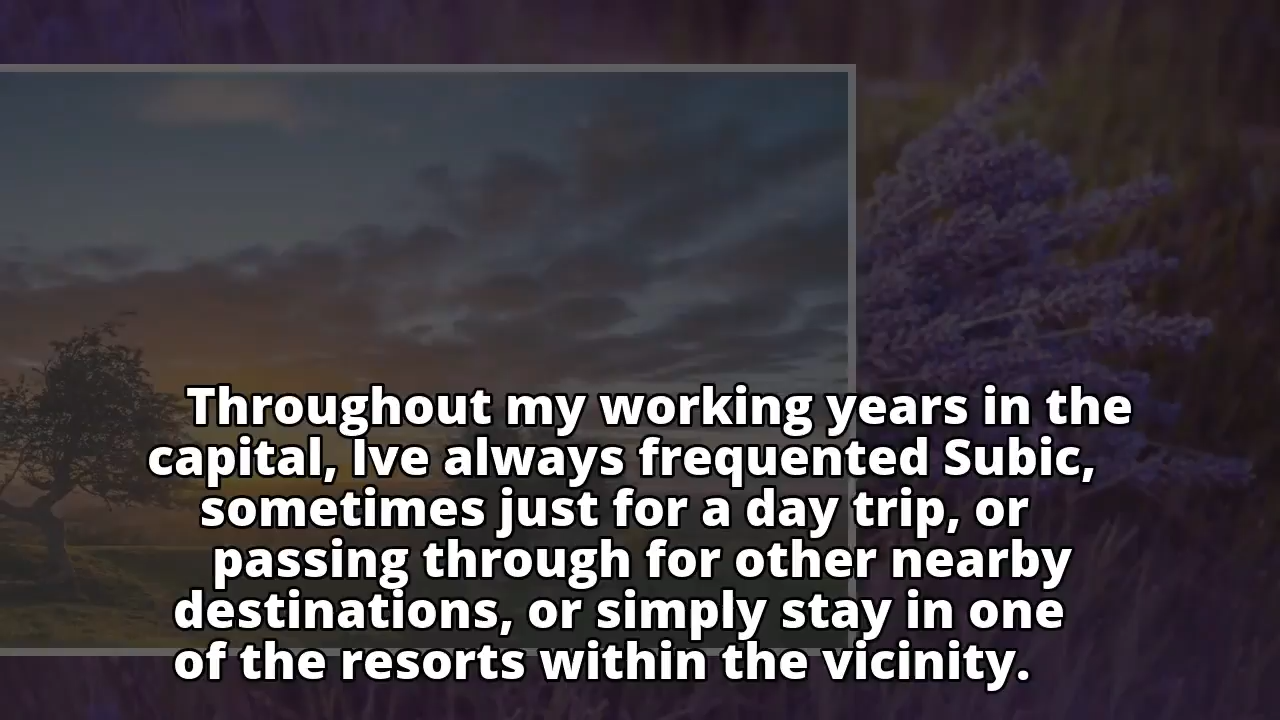 Throughout my working years in the
capital, Ive always frequented Subic,
sometimes just for a day trip, or
passing through for other nearby
destinations, or simply stay in one
of the resorts within the vicinity.